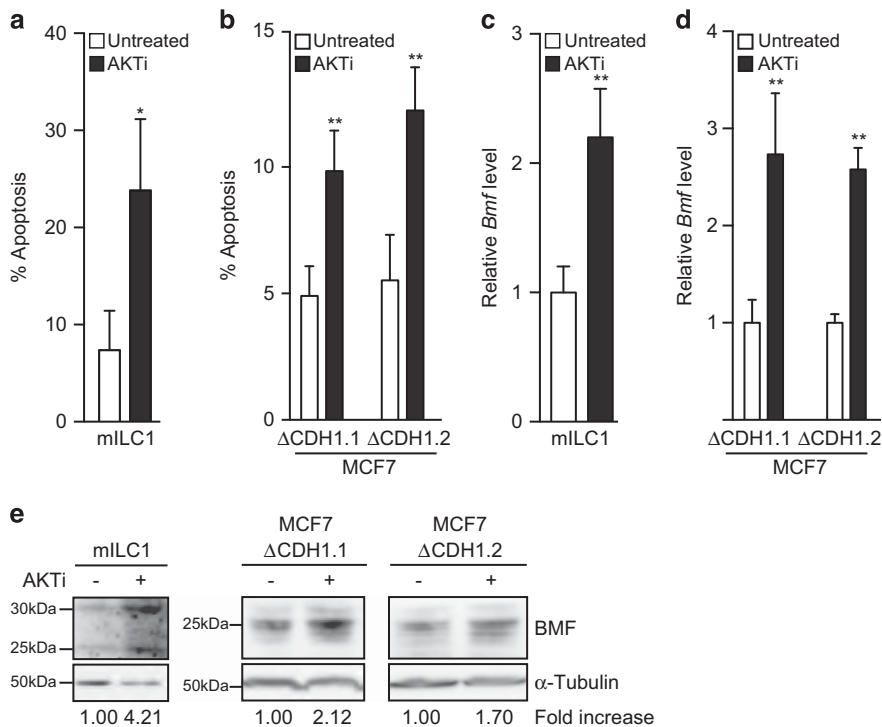 a
40
30
20
10
0
% Apoptosis
Untreated
AKTi
*
mILC1
b
15
10
5
0
% Apoptosis
Untreated
AKTi
**
**
ΔCDH1.1 ΔCDH1.2
MCF7
c
3
2
1
0
Relative Bmf level
Untreated
AKTi
**
mILC1
d
4
3
2
1
Relative Bmf level
Untreated
AKTi
**
**
ΔCDH1.1 ΔCDH1.2
MCF7
e
mILC1
MCF7
ΔCDH1.1
MCF7
ΔCDH1.2
AKTi - + - + - +
30kDa
25kDa
25kDa
BMF
50kDa
50kDa
α-Tubulin
1.00 4.21 1.00 2.12 1.00 1.70 Fold increase